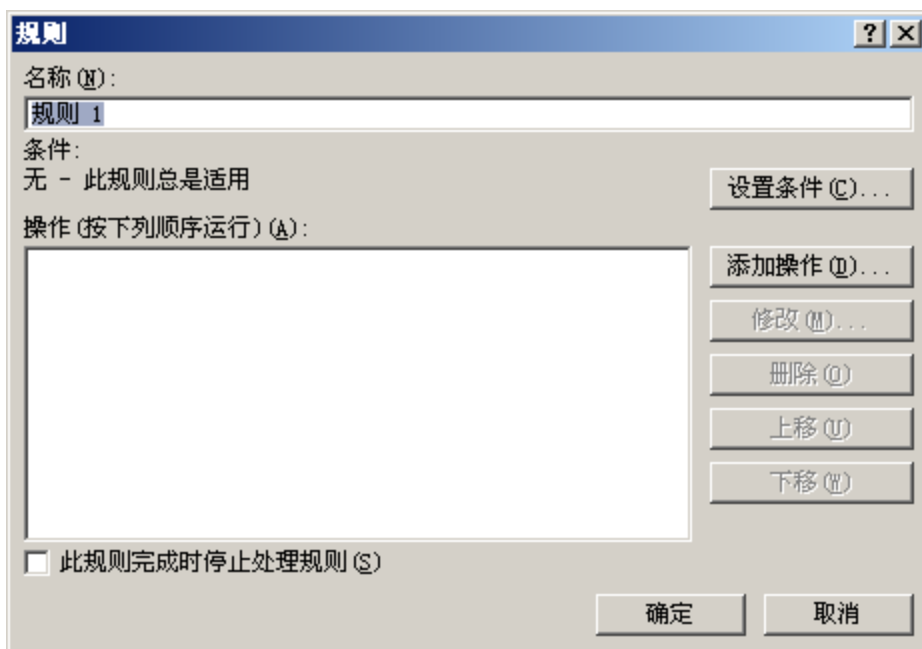 规则
名称(N):
规则 1
条件:
无 - 此规则总是适用
设置条件(C)...
操作(按下列顺序运行)(A):
添加操作(D)...
修改(M)...
删除(O)
上移(U)
下移(W)
此规则完成时停止处理规则(S)
确定
取消